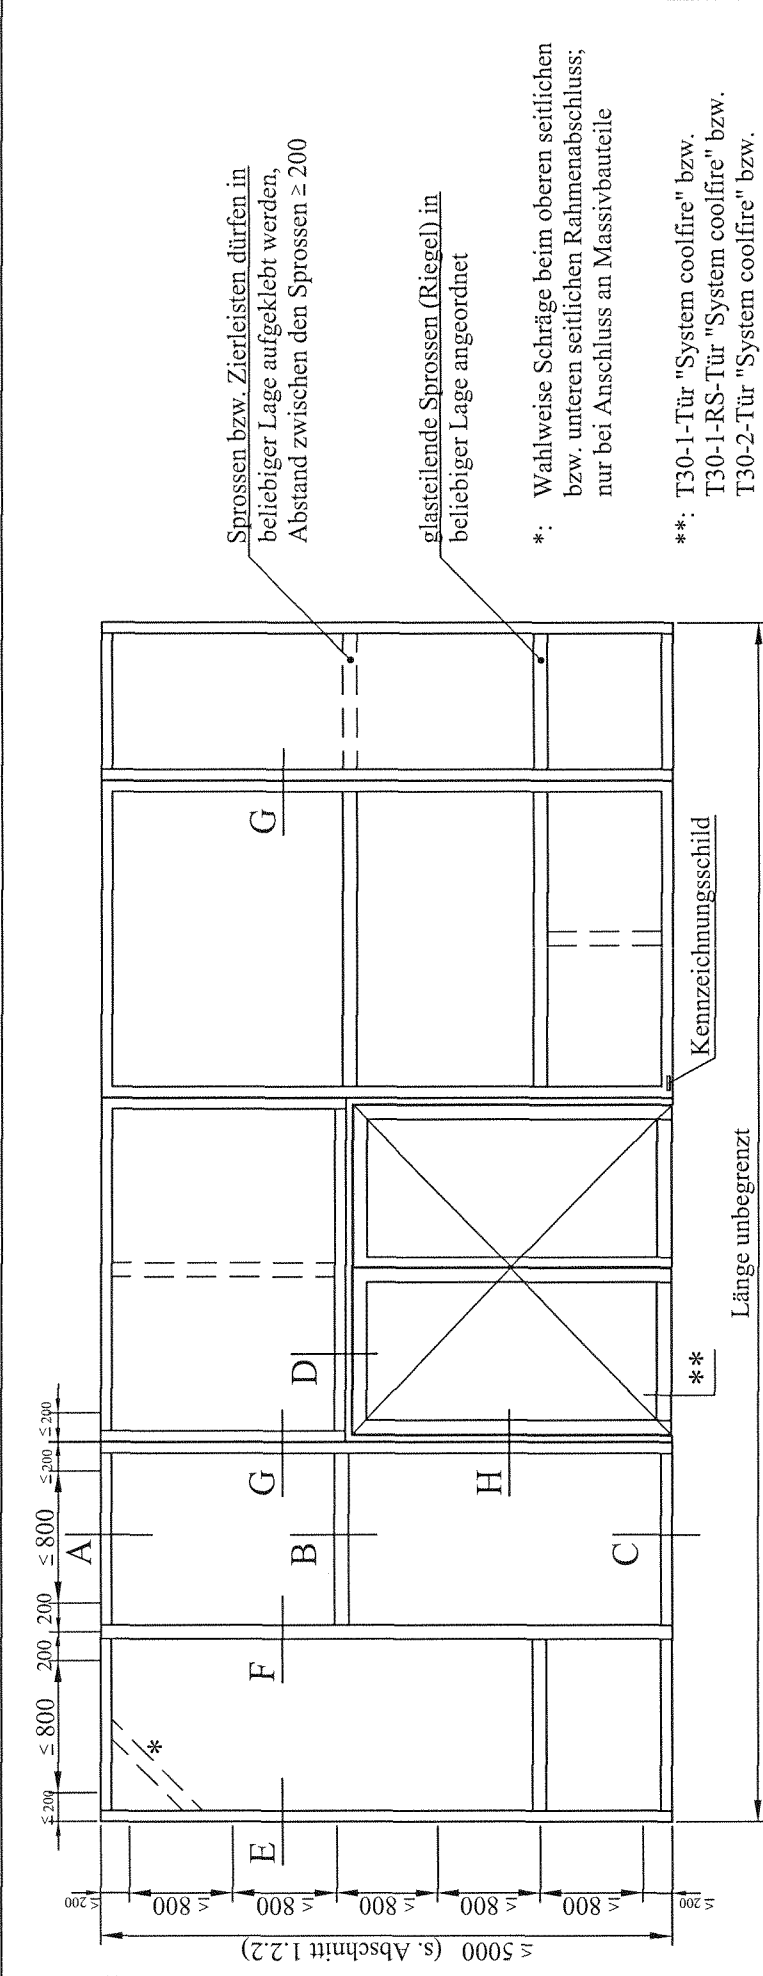 Sprossen bzw. Zierleisten dürfen in
beliebiger Lage aufgeklebt werden,
Abstand zwischen den Sprossen ≥ 200
glasteilende Sprossen (Riegel) in
beliebiger Lage angeordnet
*: Wahlweise Schräge beim oberen seitlichen
bzw. unteren seitlichen Rahmenabschluss;
nur bei Anschluss an Massivbauteile
**: T30-1-Tür "System coolfire" bzw.
T30-1-RS-Tür "System coolfire" bzw.
T30-2-Tür "System coolfire" bzw.
≤200
≤800
200
200
≤800
≤200
≤200
A
B
C
D
E
F
G
G
H
*
**
≤ 200
≤ 800
≤ 800
≤ 800
≤ 800
≤ 800
≤ 200
≤ 5000 (s. Abschnitt 1.2.2)
Kennzeichnungsschild
Länge unbegrenzt